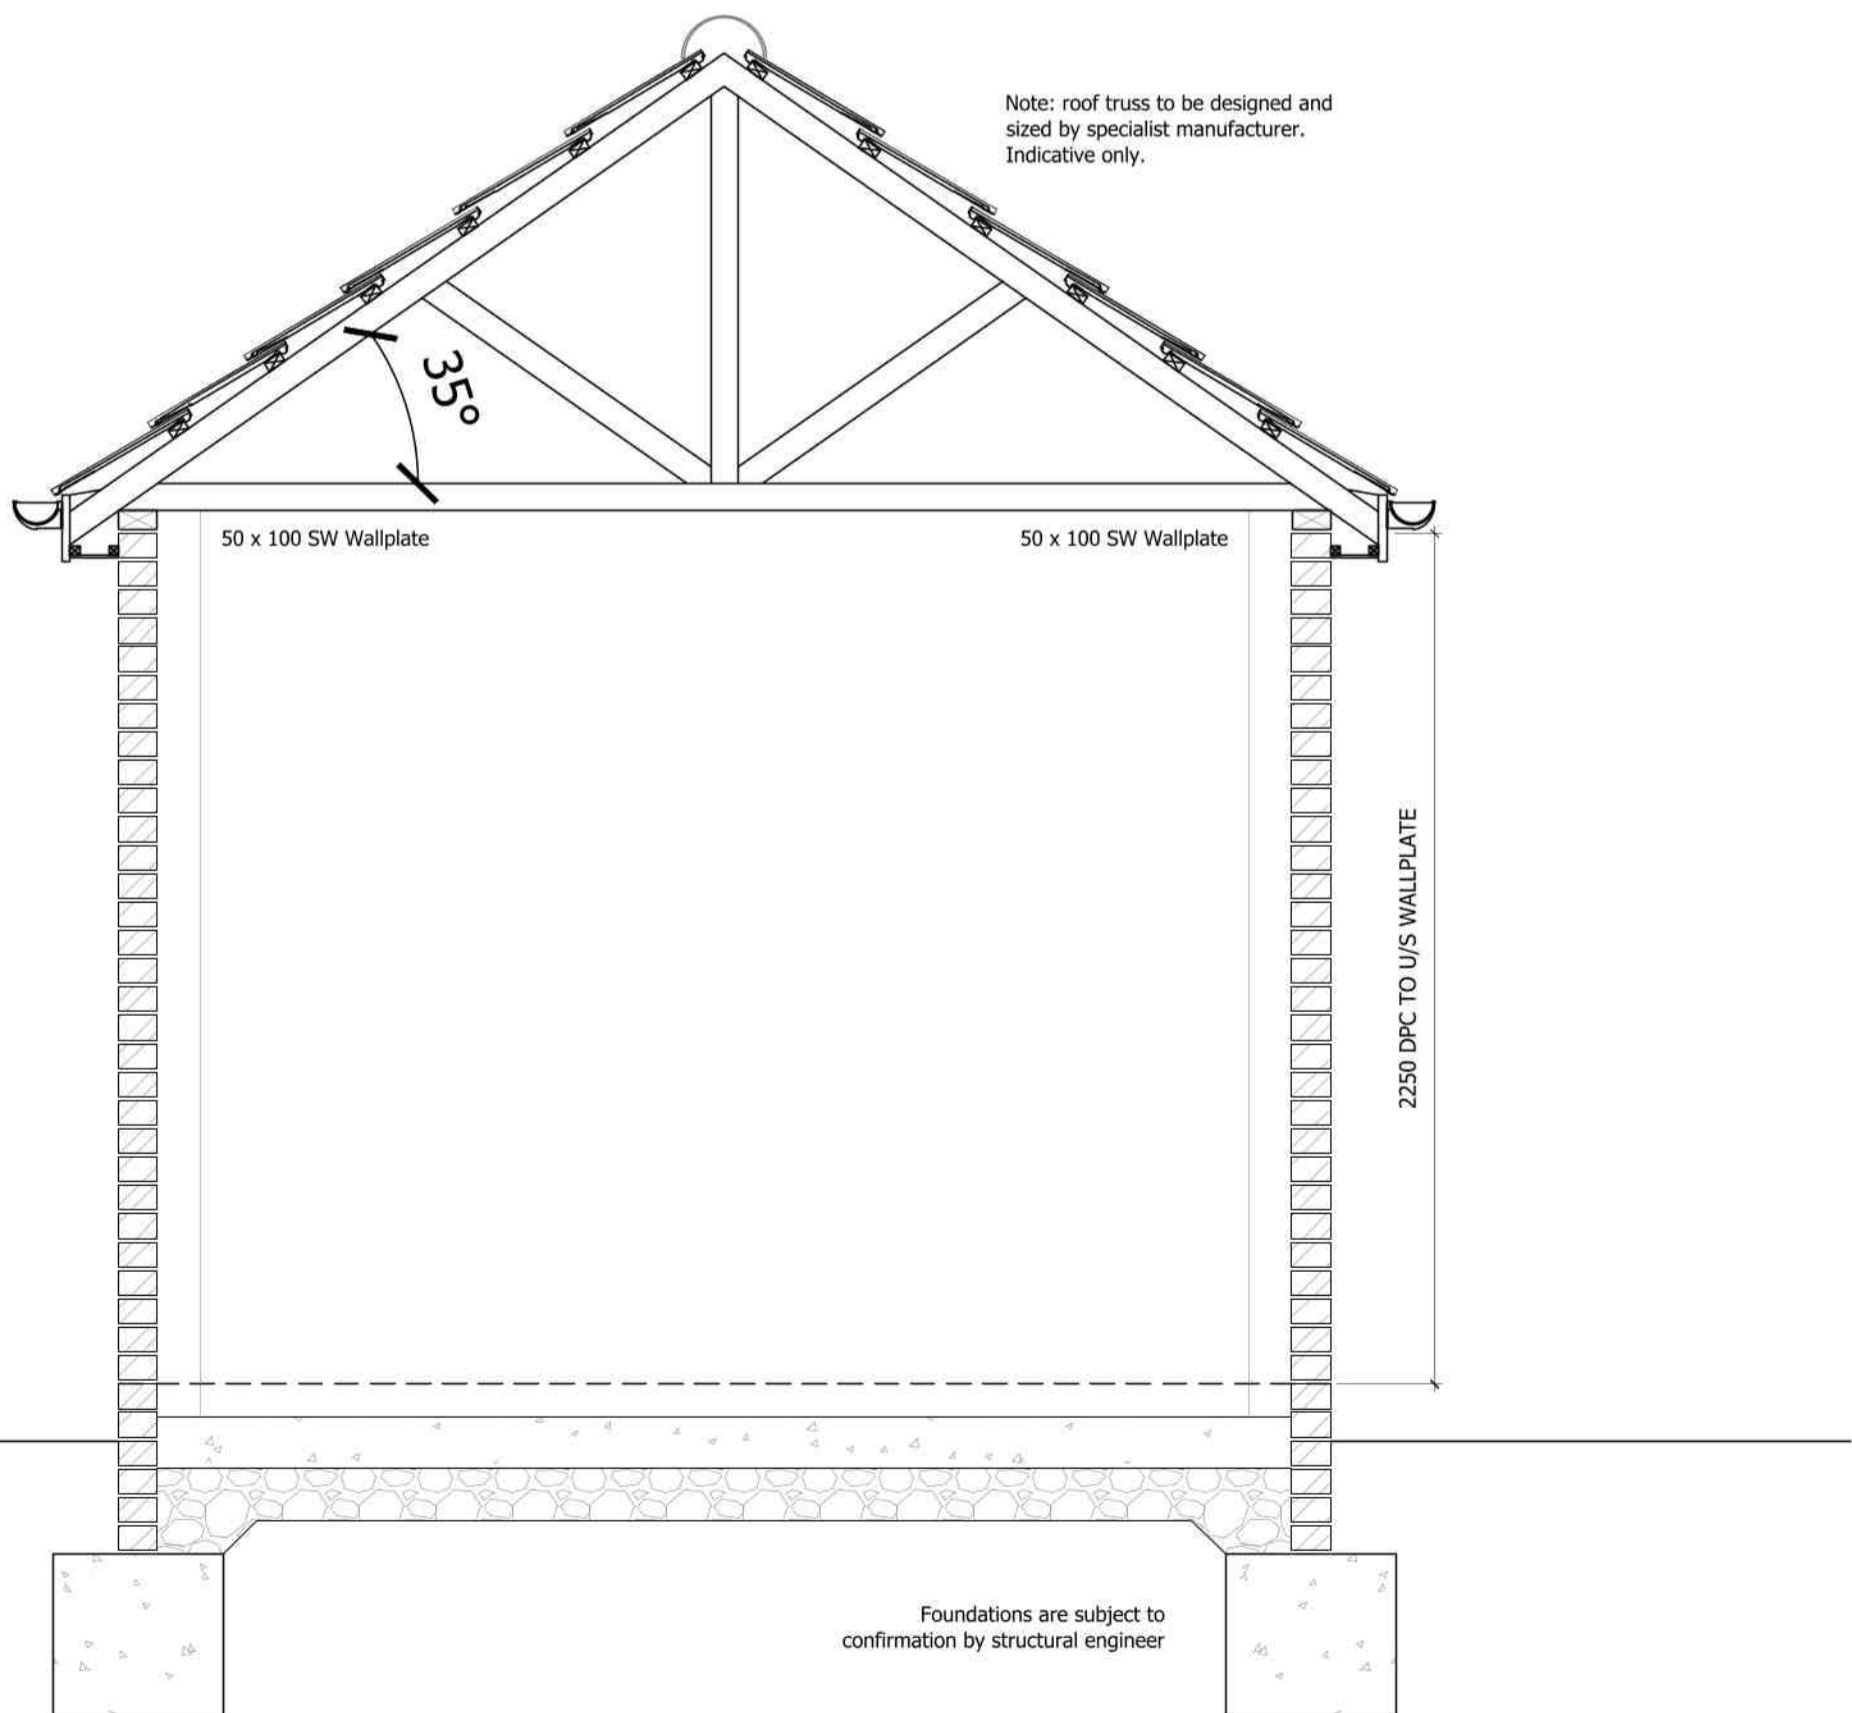 Note: roof truss to be designed and
sized by specialist manufacturer.
Indicative only.
35°
50 x 100 SW Wallplate
50 x 100 SW Wallplate
2250 DPC TO U/S WALLPLATE
Foundations are subject to
confirmation by structural engineer